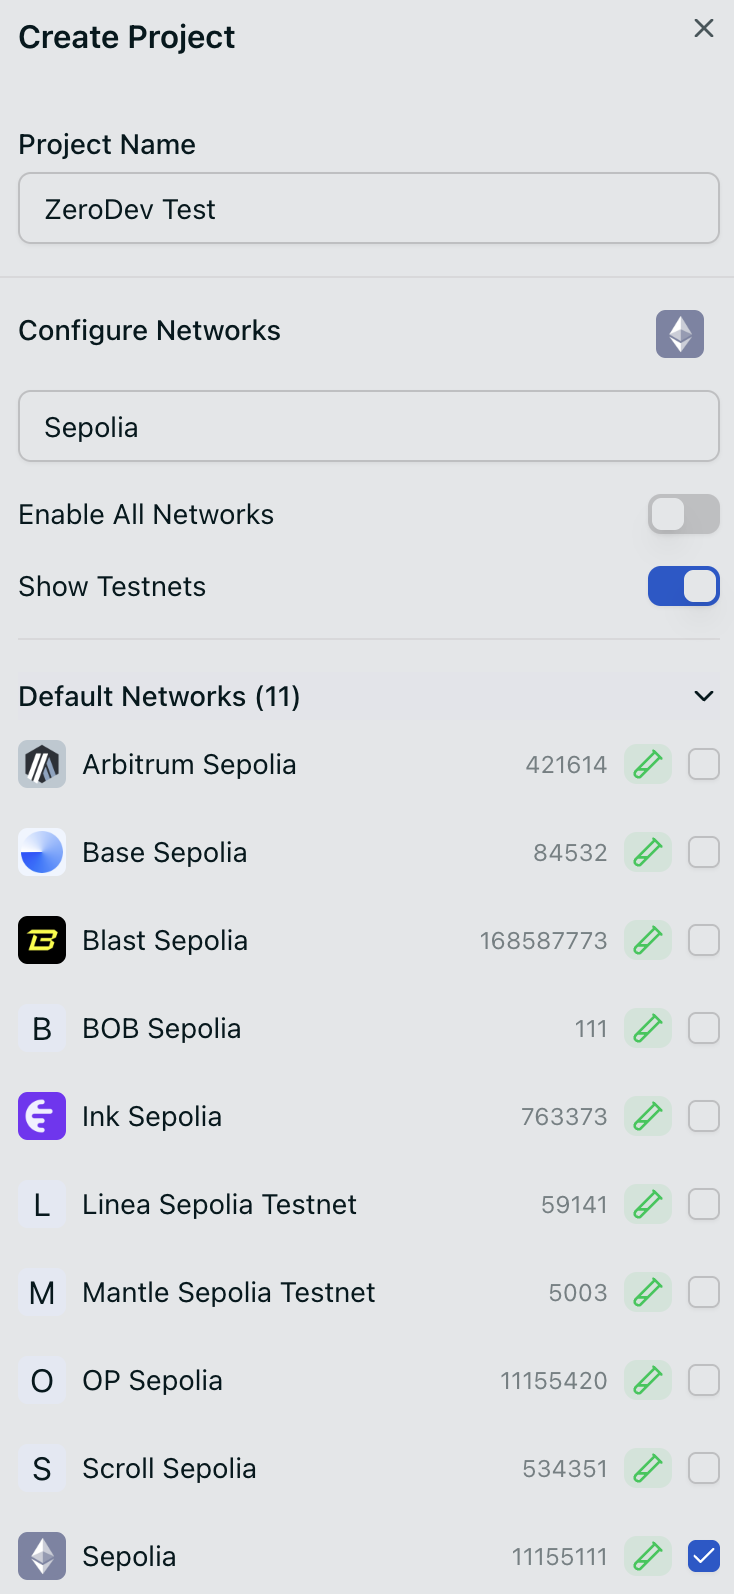 Create Project
Project Name
ZeroDev Test
Configure Networks
Sepolia
Enable All Networks
Show Testnets
Default Networks (11)
Arbitrum Sepolia 421614
Base Sepolia 84532
B Blast Sepolia 168587773
B BOB Sepolia 111
Ink Sepolia 763373
L Linea Sepolia Testnet 59141
M Mantle Sepolia Testnet 5003
O OP Sepolia 11155420
S Scroll Sepolia 534351
Sepolia 11155111